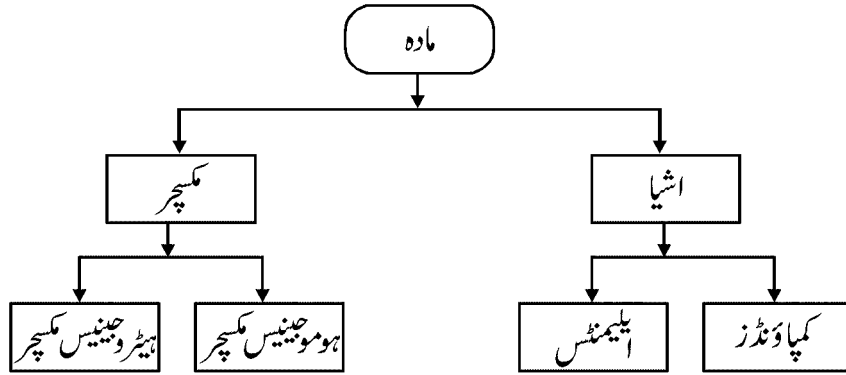 مادہ
اشیا
مکسچر
کمپاؤنڈز
ایلیمنٹس
ہوموجینیس مکسچر
ہیٹروجینیس مکسچر